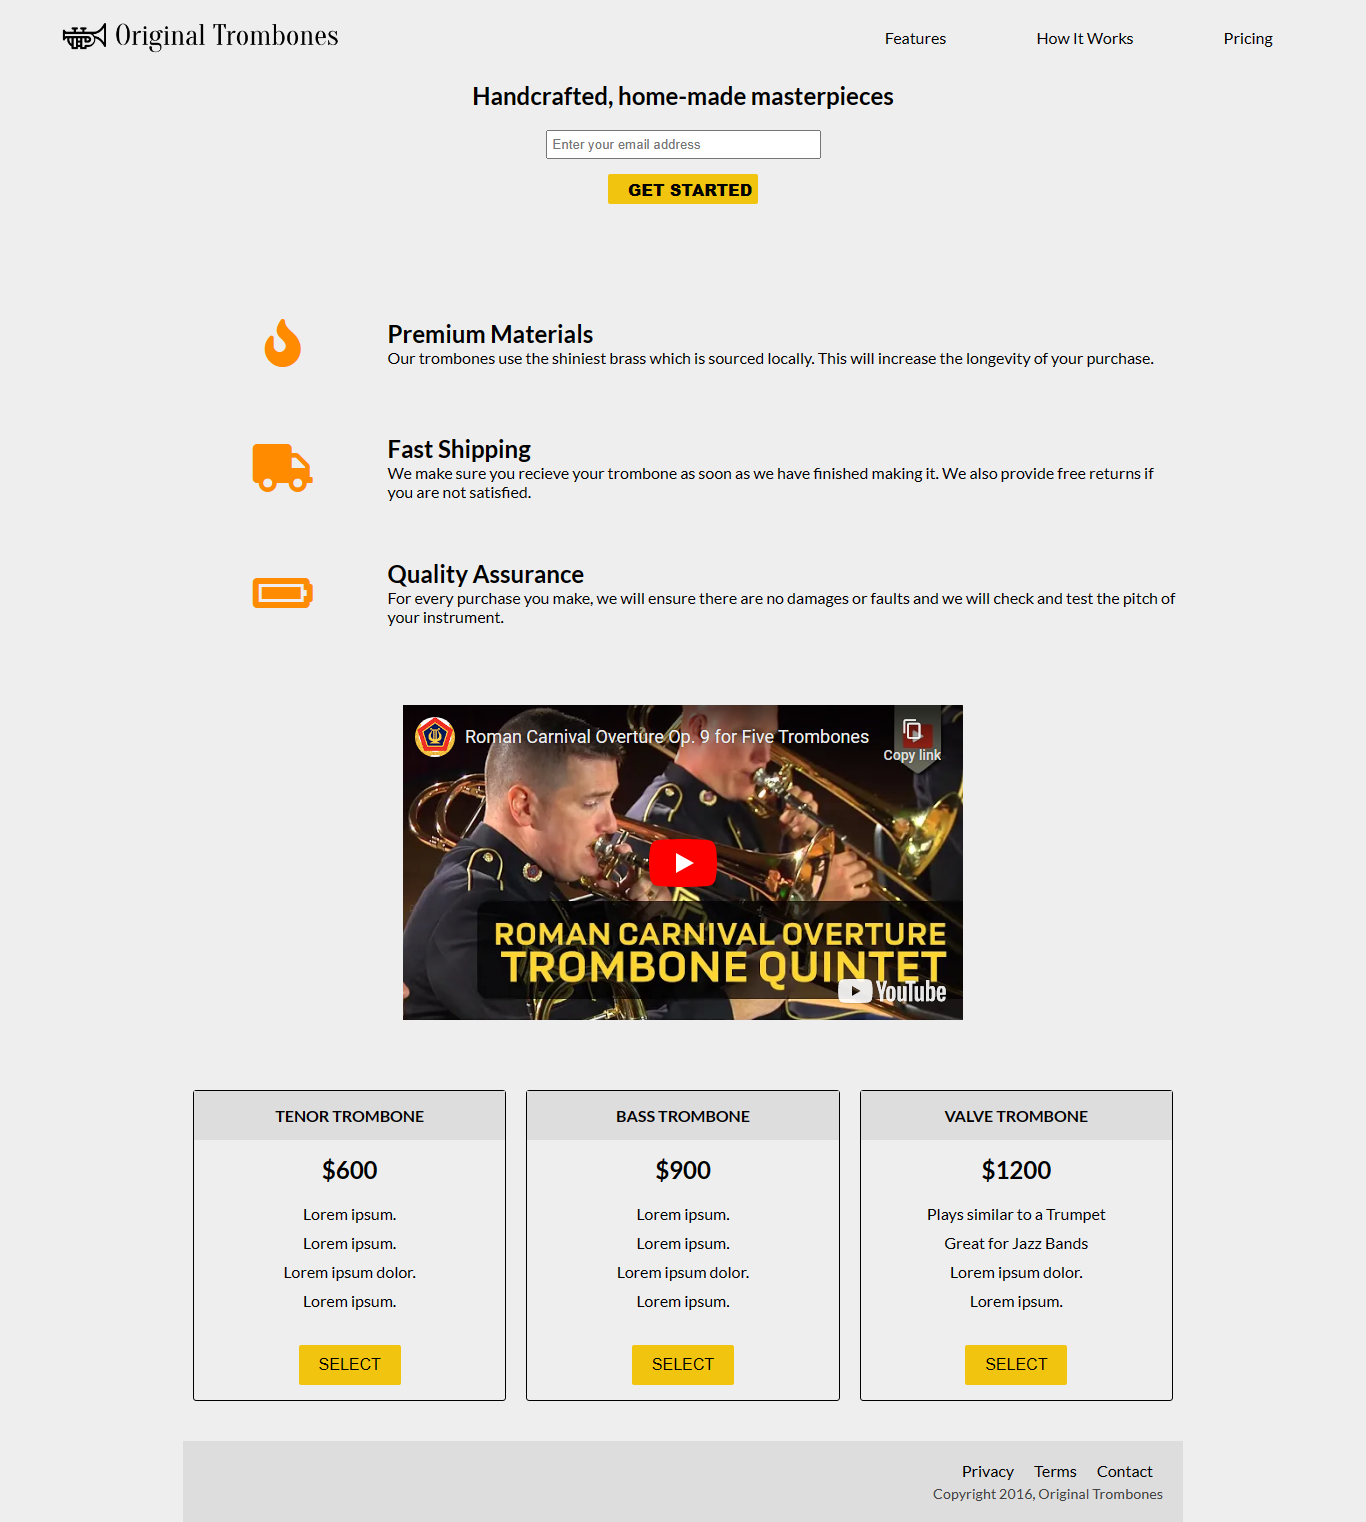 Original Trombones
Features
How It Works
Pricing
Handcrafted, home-made masterpieces
Enter your email address
GET STARTED
Premium Materials
Our trombones use the shiniest brass which is sourced locally. This will increase the longevity of your purchase.
Fast Shipping
We make sure you recieve your trombone as soon as we have finished making it. We also provide free returns if
you are not satisfied.
Quality Assurance
For every purchase you make, we will ensure there are no damages or faults and we will check and test the pitch of
your instrument.
Roman Carnival Overture Op. 9 for Five Trombones
Copy link
ROMAN CARNIVAL OVERTURE
TROMBONE QUINTET
YouTube
TENOR TROMBONE
$600
Lorem ipsum.
Lorem ipsum.
Lorem ipsum dolor.
Lorem ipsum.
SELECT
BASS TROMBONE
$900
Lorem ipsum.
Lorem ipsum.
Lorem ipsum dolor.
Lorem ipsum.
SELECT
VALVE TROMBONE
$1200
Plays similar to a Trumpet
Great for Jazz Bands
Lorem ipsum dolor.
Lorem ipsum.
SELECT
Privacy
Terms
Contact
Copyright 2016, Original Trombones